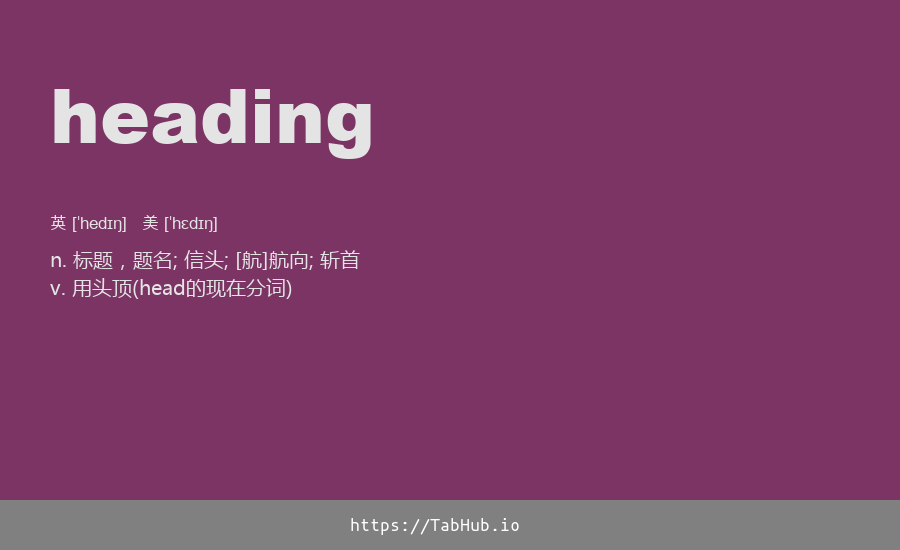 heading
英 [ˈhedɪŋ] 美 [ˈhɛdɪŋ]
n. 标题，题名; 信头; [航]航向; 斩首
v. 用头顶(head的现在分词)
https://TabHub.io